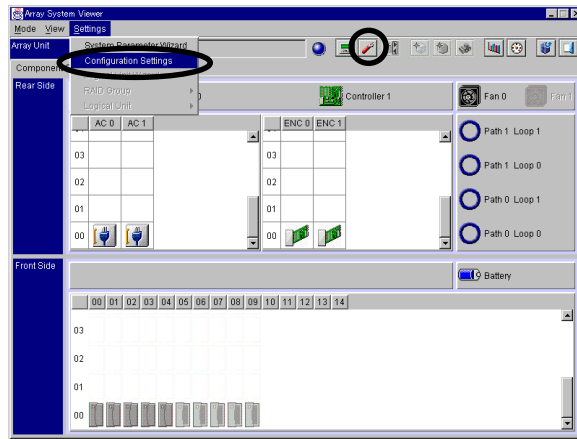 Array System Viewer
Mode View Settings
Array Unit
System Parameter Wizard
Configuration Settings
Component
RAID Group
Logical Unit
Rear Side
Controller 1
Fan 0
Fan 1
AC 0 AC 1
ENC 0 ENC 1
03
02
01
00
03
02
01
00
Path 1 Loop 1
Path 1 Loop 0
Path 0 Loop 1
Path 0 Loop 0
Front Side
Battery
00 01 02 03 04 05 06 07 08 09 10 11 12 13 14
03
02
01
00